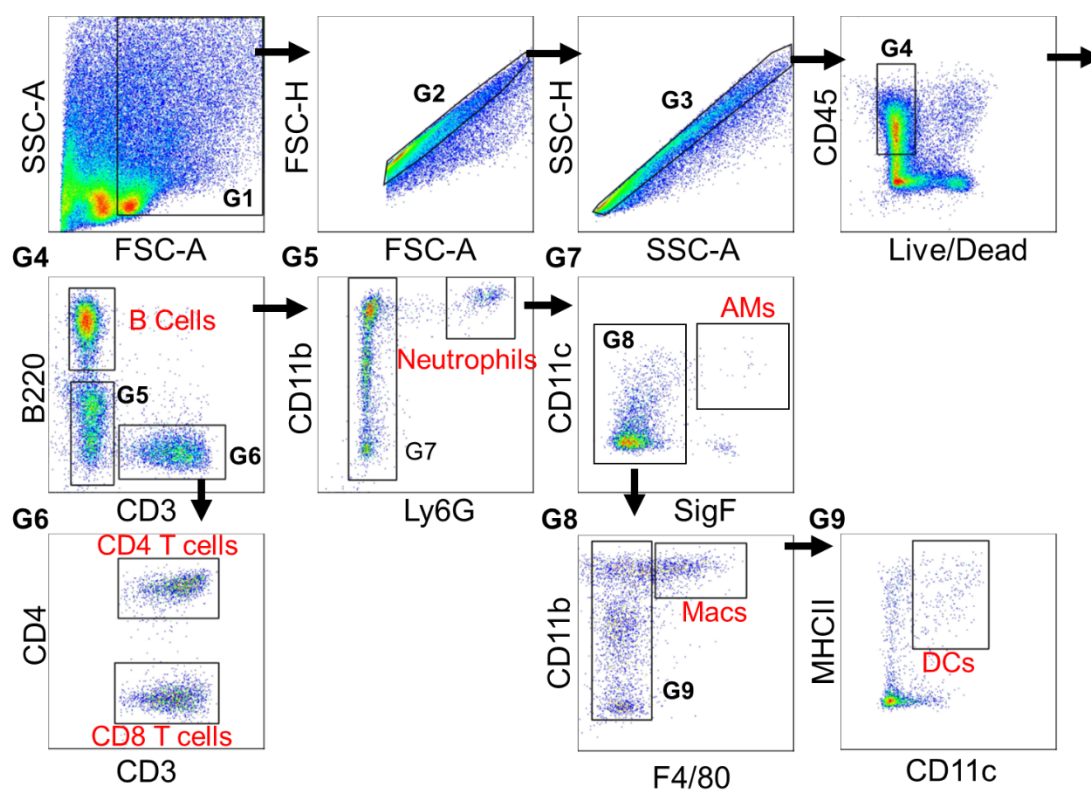 SSC-A
G1
FSC-A
FSC-H
G2
FSC-A
SSC-H
G3
SSC-A
CD45
G4
Live/Dead
G4
B220
B Cells
G5
G6
CD3
G5
CD11b
Neutrophils
G7
Ly6G
G7
CD11c
G8
AMs
SigF
G6
CD4
CD4 T cells
CD8 T cells
CD3
G8
CD11b
Macs
G9
F4/80
G9
MHCII
DCs
CD11c